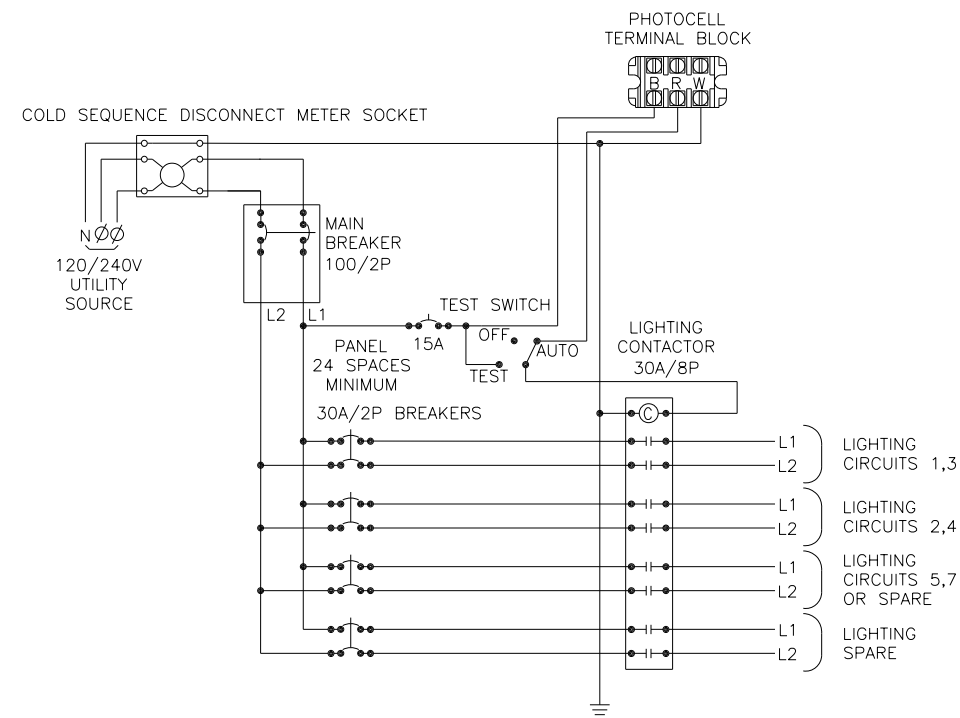 PHOTOCELL
TERMINAL BLOCK
B R W
COLD SEQUENCE DISCONNECT METER SOCKET
N
120/240V
UTILITY
SOURCE
MAIN
BREAKER
100/2P
L2 L1
TEST SWITCH
15A
OFF
AUTO
TEST
PANEL
24 SPACES
MINIMUM
30A/2P BREAKERS
LIGHTING
CONTACTOR
30A/8P
C
L1
L2
LIGHTING
CIRCUITS 1,3
L1
L2
LIGHTING
CIRCUITS 2,4
L1
L2
LIGHTING
CIRCUITS 5,7
OR SPARE
L1
L2
LIGHTING
SPARE